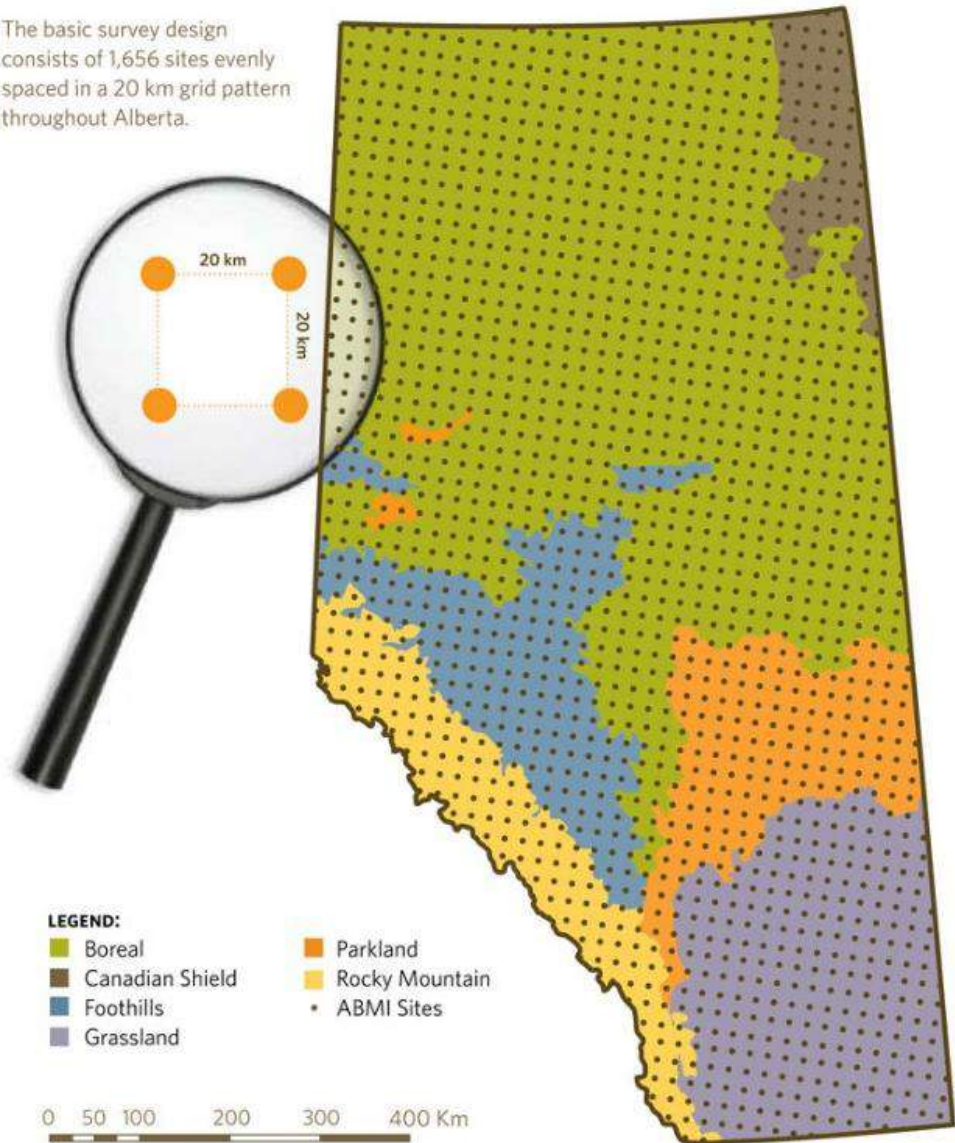 The basic survey design
consists of 1,656 sites evenly
spaced in a 20 km grid pattern
throughout Alberta.
20 km
20 km
LEGEND:
Boreal
Canadian Shield
Foothills
Grassland
Parkland
Rocky Mountain
ABMI Sites
0 50 100 200 300 400 Km